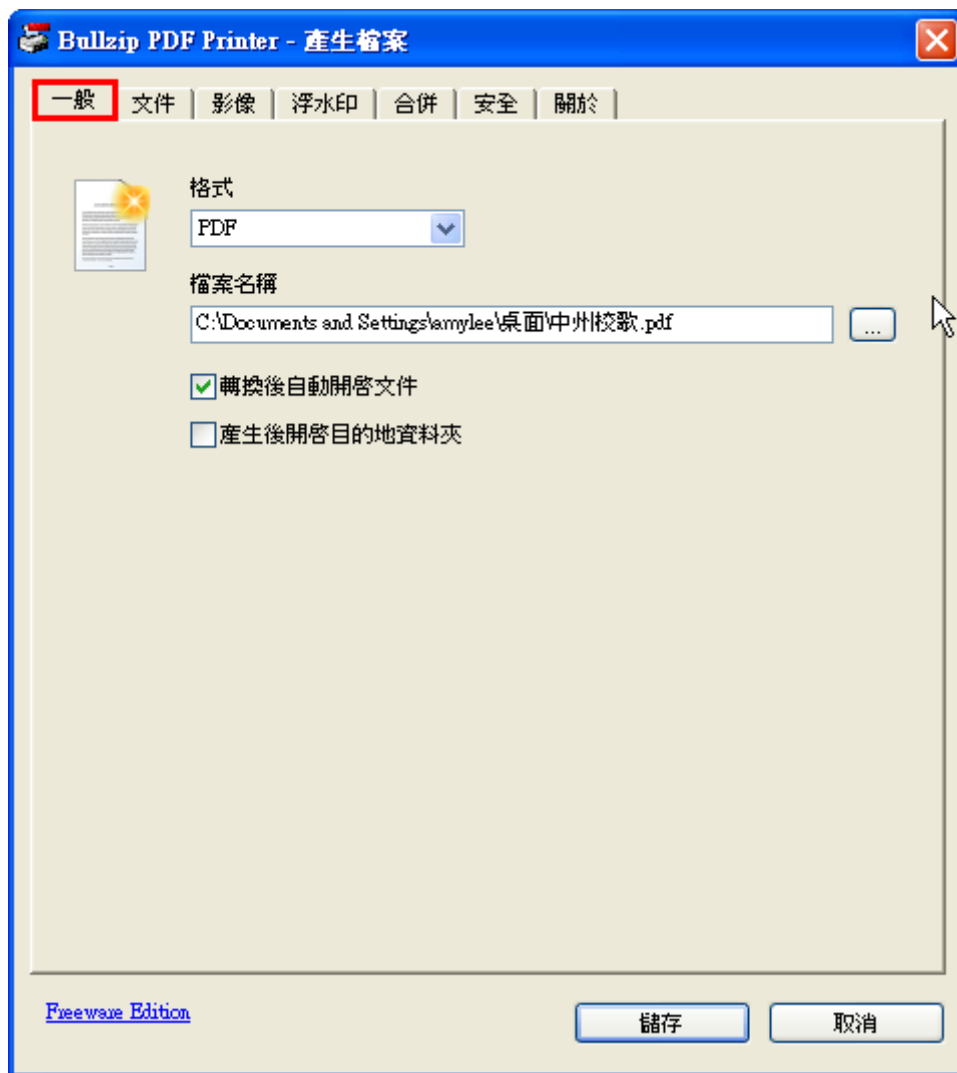 Bullzip PDF Printer - 產生檔案
一般 文件 影像 浮水印 合併 安全 關於
格式
PDF
檔案名稱
C:\Documents and Settings\amylee\桌面\中州校歌.pdf
...
轉換後自動開啓文件
產生後開啓目的地資料夾
Freeware Edition
儲存 取消